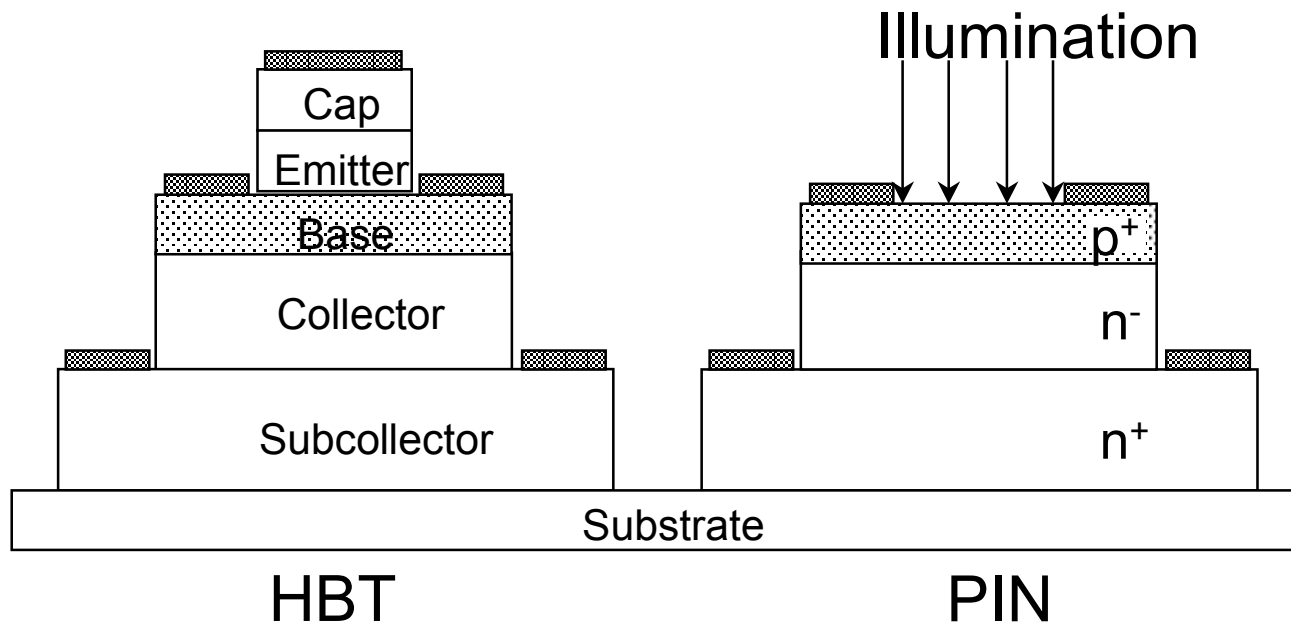 Illumination
Cap
Emitter
Base
p⁺
Collector
n⁻
Subcollector
n⁺
Substrate
HBT
PIN